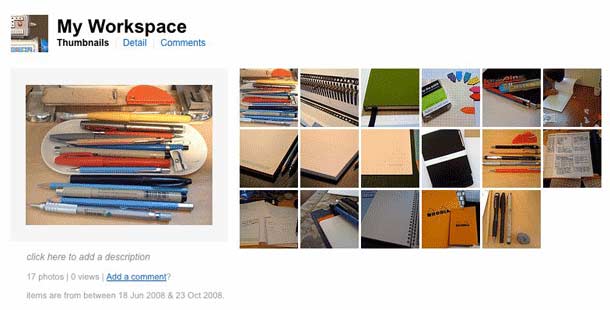 My Workspace
Thumbnails | Detail | Comments
click here to add a description
17 photos | 0 views | Add a comment?
items are from between 18 Jun 2008 & 23 Oct 2008.
RHODIA